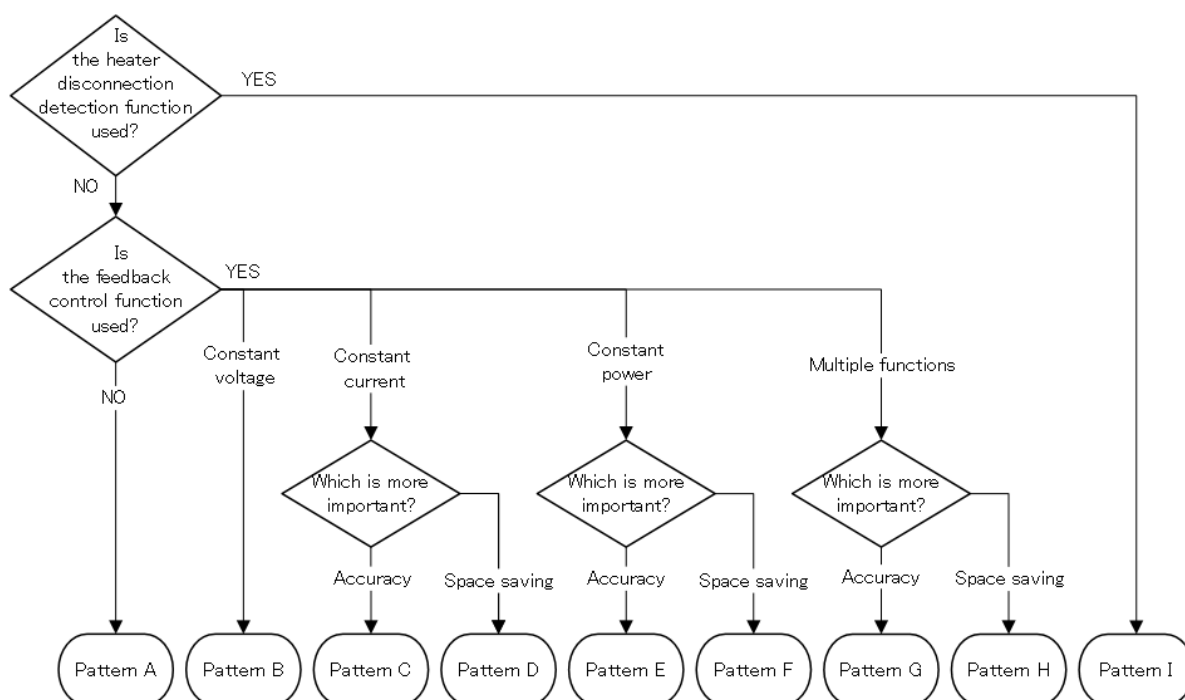 Is
the heater
disconnection
detection function
used?
YES
NO
Is
the feedback
control function
used?
YES
NO
Constant
voltage
Constant
current
Constant
power
Multiple functions
Which is more
important?
Which is more
important?
Which is more
important?
Accuracy
Space saving
Accuracy
Space saving
Accuracy
Space saving
Pattern A
Pattern B
Pattern C
Pattern D
Pattern E
Pattern F
Pattern G
Pattern H
Pattern I